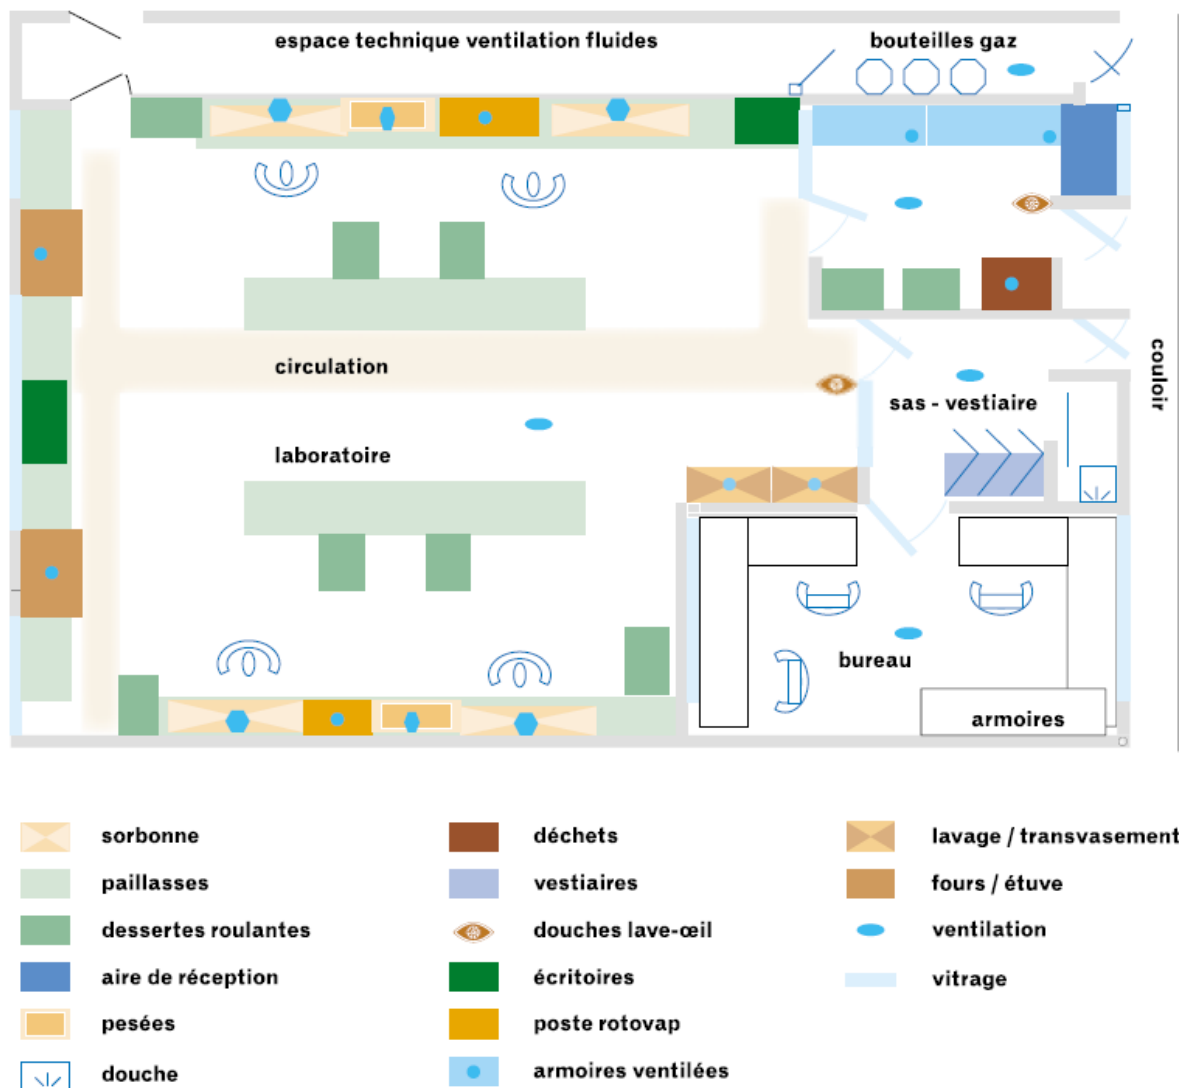 espace technique ventilation fluides
bouteilles gaz
circulation
couloir
sas - vestiaire
laboratoire
bureau
armoires
sorbonne
déchets
lavage / transvasement
paillasses
vestiaires
fours / étuve
dessertes roulantes
douches lave-œil
ventilation
aire de réception
écritoires
vitrage
pesées
poste rotovap
douche
armoires ventilées